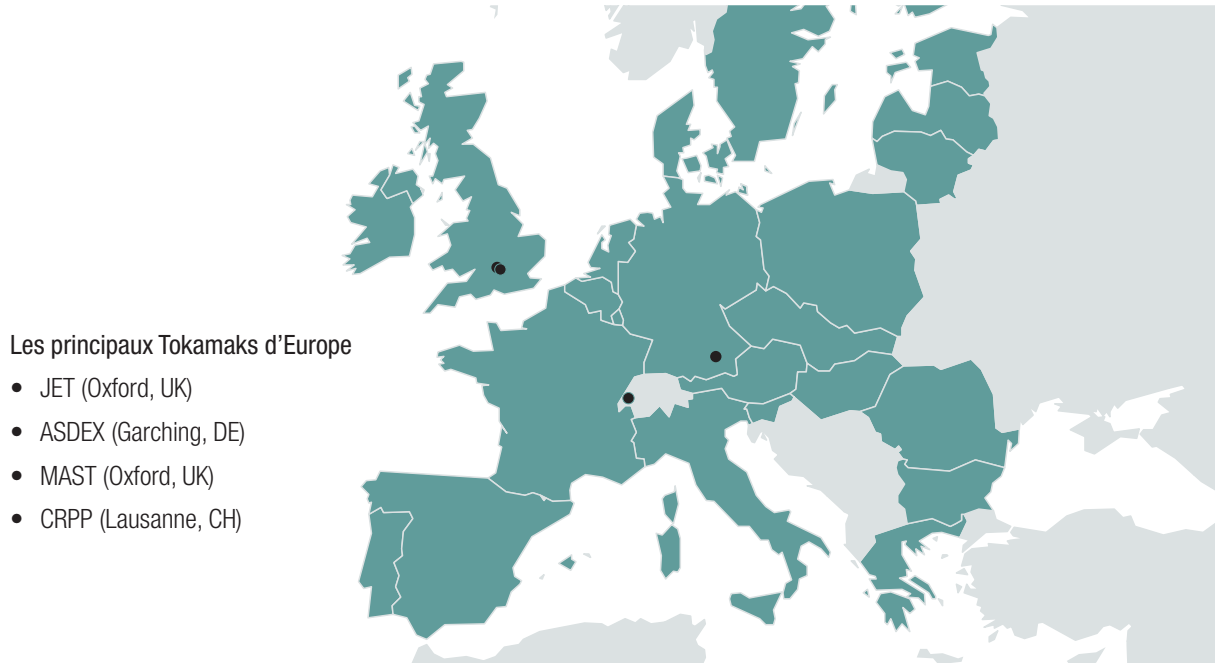 Les principaux Tokamaks d’Europe
• JET (Oxford, UK)
• ASDEX (Garching, DE)
• MAST (Oxford, UK)
• CRPP (Lausanne, CH)